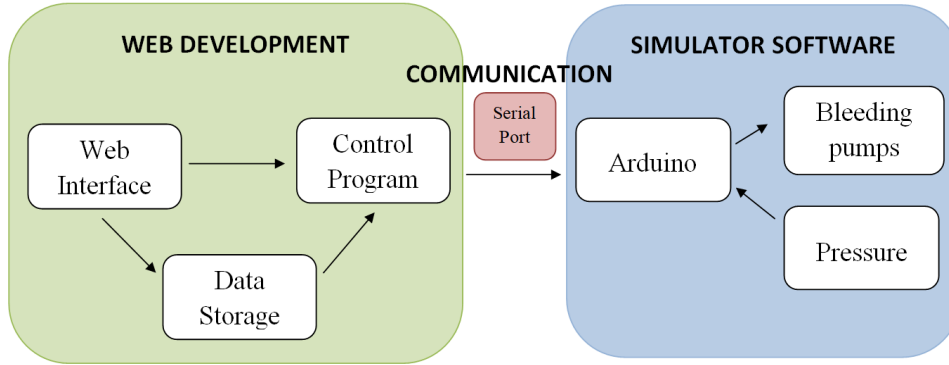 WEB DEVELOPMENT
COMMUNICATION
SIMULATOR SOFTWARE
Web
Interface
Control
Program
Data
Storage
Serial
Port
Arduino
Bleeding
pumps
Pressure